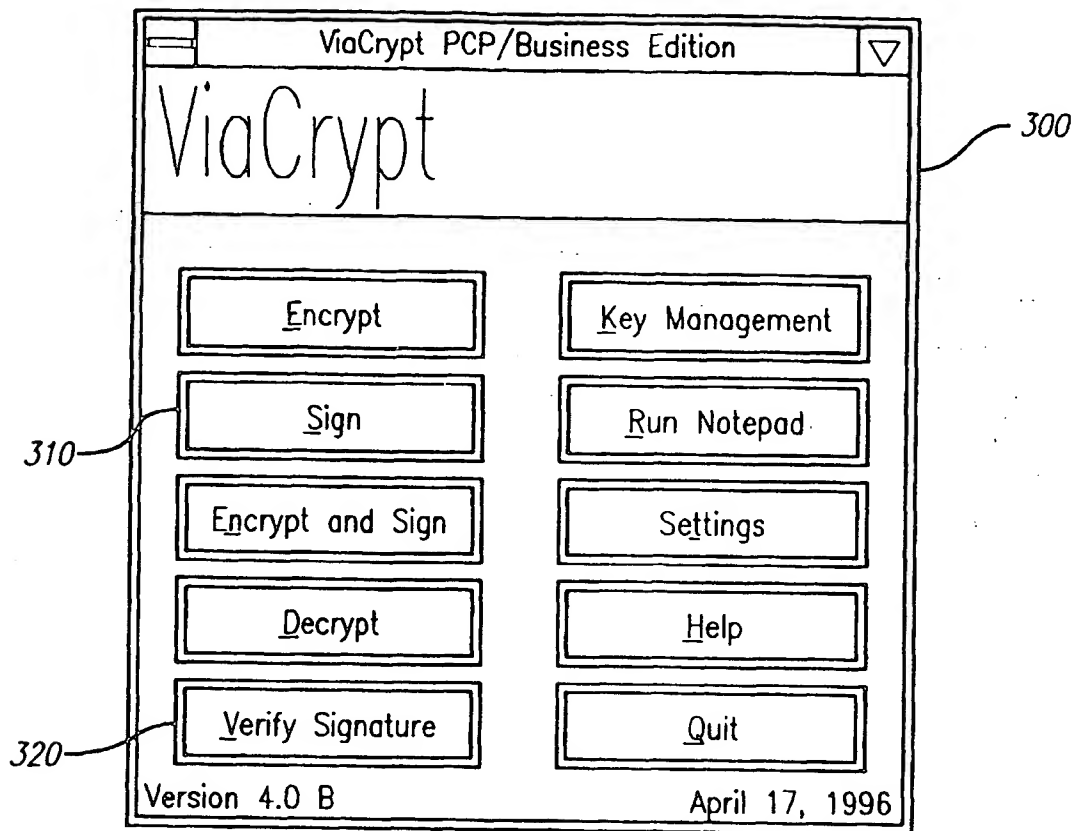 ViaCrypt PCP/Business Edition
ViaCrypt
300
Encrypt
Key Management
310
Sign
Run Notepad
Encrypt and Sign
Settings
Decrypt
Help
320
Verify Signature
Quit
Version 4.0 B
April 17, 1996